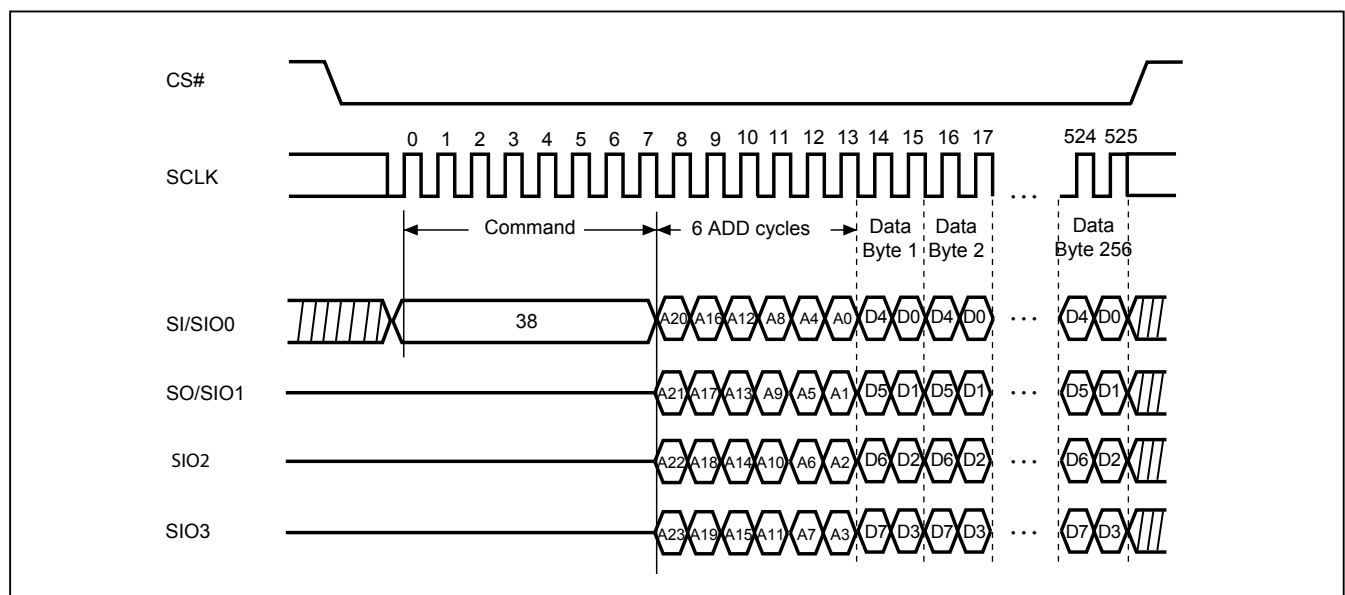 CS#
0 1 2 3 4 5 6 7 8 9 10 11 12 13 14 15 16 17 524 525
SCLK
...
Command 6 ADD cycles Data Byte 1 Data Byte 2 Data Byte 256
SI/SIO0 38 A20 A16 A12 A8 A4 A0 D4 D0 D4 D0 ... D4 D0
SO/SIO1 A21 A17 A13 A9 A5 A1 D5 D1 D5 D1 ... D5 D1
SIO2 A22 A18 A14 A10 A6 A2 D6 D2 D6 D2 ... D6 D2
SIO3 A23 A19 A15 A11 A7 A3 D7 D3 D7 D3 ... D7 D3